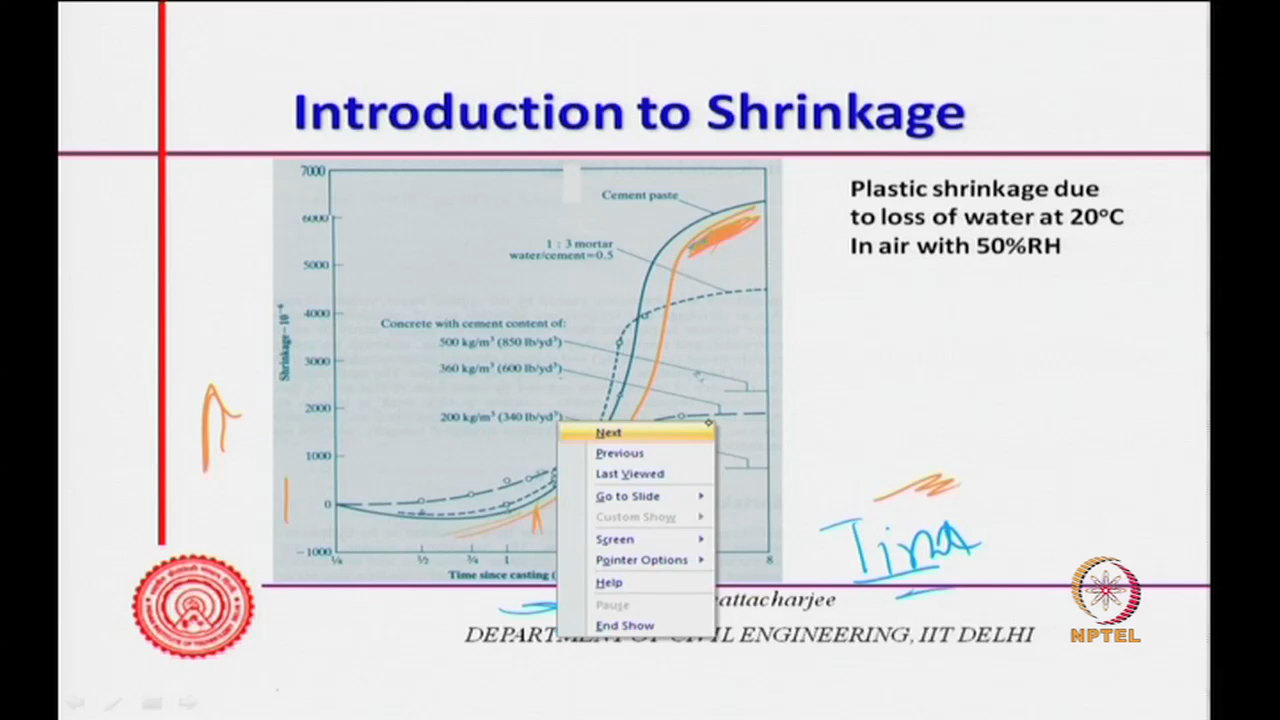 Introduction to Shrinkage
Plastic shrinkage due
to loss of water at 20°C
In air with 50%RH
7000
6000
5000
4000
3000
2000
1000
0
−1000
Shrinkage−10⁻⁶
Cement paste
1 : 3 mortar
water/cement=0.5
Concrete with cement content of:
500 kg/m³ (850 lb/yd³)
360 kg/m³ (600 lb/yd³)
200 kg/m³ (340 lb/yd³)
¼ ½ ¾ 1 8
Time since casting (
Next
Previous
Last Viewed
Go to Slide
Custom Show
Screen
Pointer Options
Help
Pause
End Show
attacharjee
DEPARTMENT OF CIVIL ENGINEERING, IIT DELHI
NPTEL